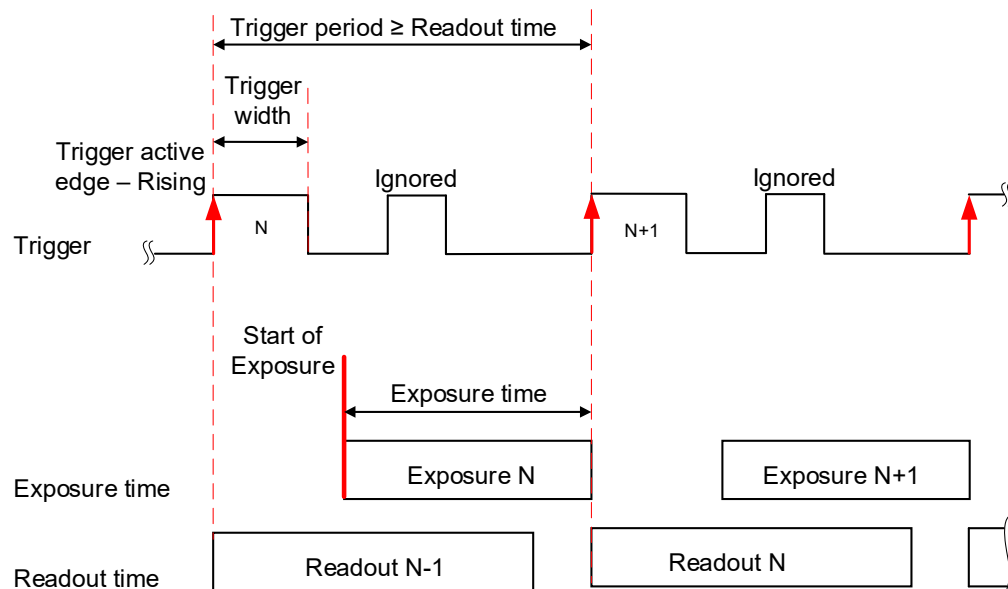 Trigger period ≥ Readout time
Trigger
width
Trigger active
edge – Rising
Ignored
Ignored
N
N+1
Trigger
Start of
Exposure
Exposure time
Exposure N
Exposure N+1
Exposure time
Readout N-1
Readout N
Readout time